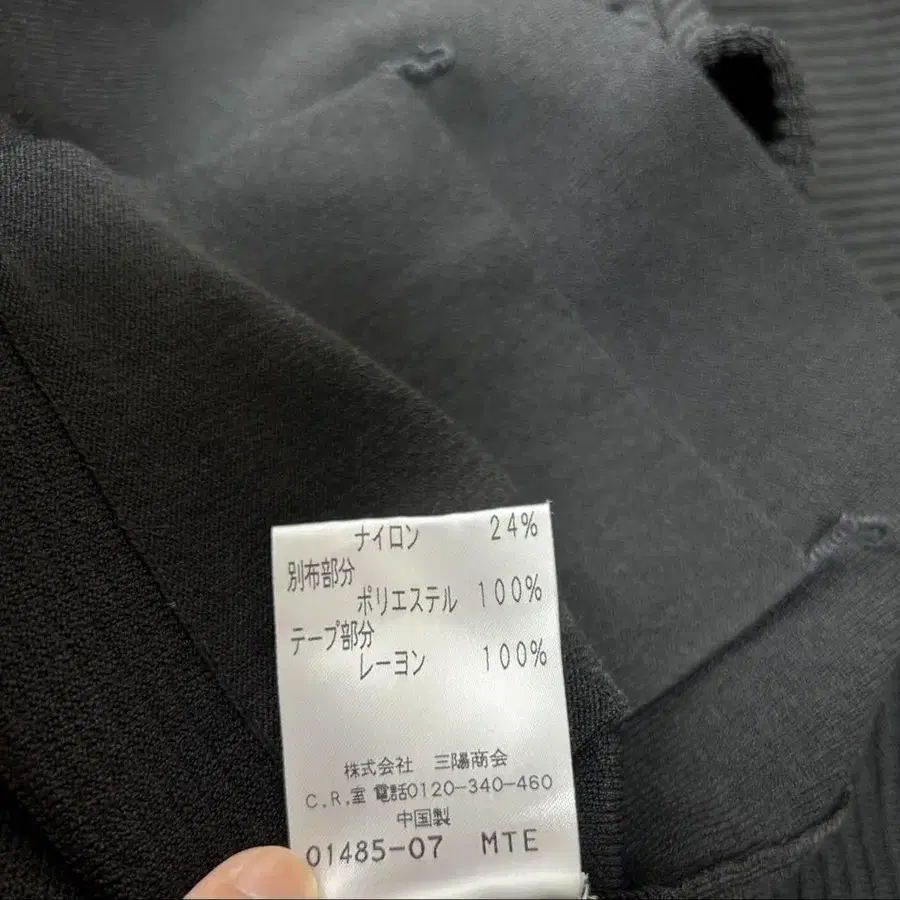 ナイロン 24%
別布部分
ポリエステル 100%
テープ部分
レーヨン 100%
株式会社 三陽商会
C.R.室 電話0120-340-460
中国製
01485-07 MTE